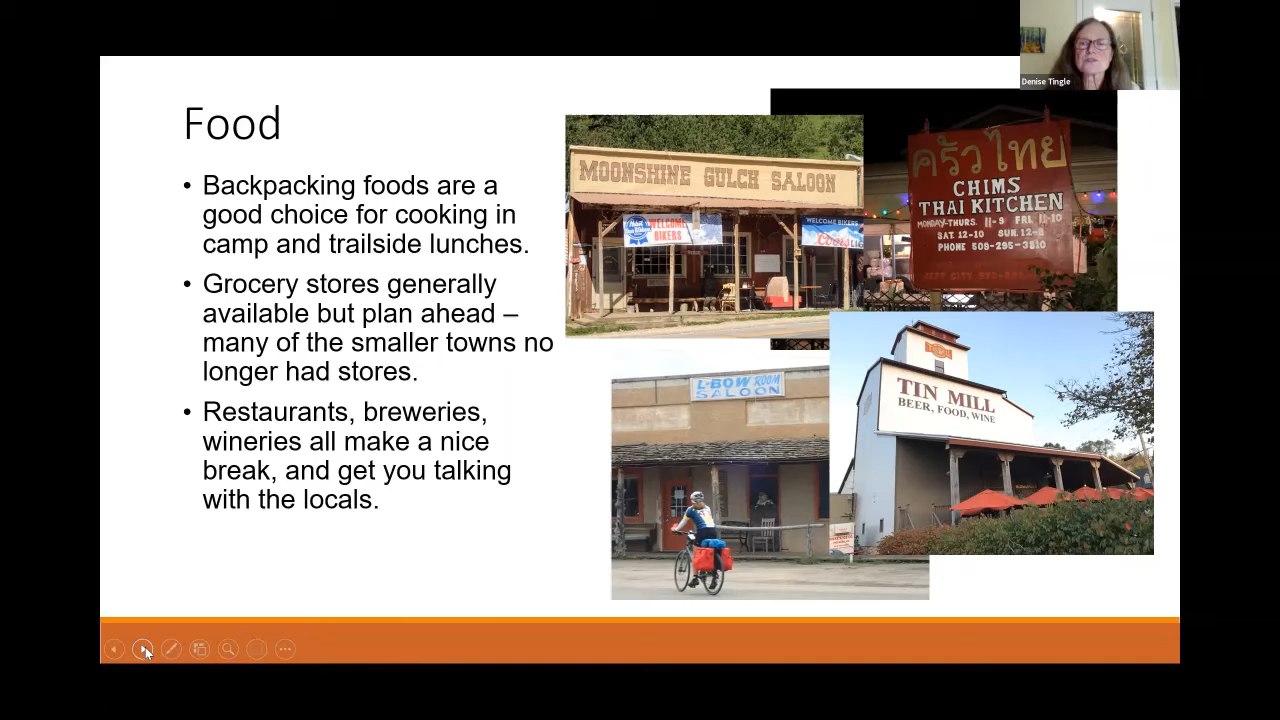 Denise Tingle
Food
• Backpacking foods are a
good choice for cooking in
camp and trailside lunches.
• Grocery stores generally
available but plan ahead –
many of the smaller towns no
longer had stores.
• Restaurants, breweries,
wineries all make a nice
break, and get you talking
with the locals.
MOONSHINE GULCH SALOON
WELCOME
BIKERS
WELCOME BIKERS
Coors
ครัวไทย
CHIMS
THAI KITCHEN
MONDAY-THURS. 11-9 FRI. 11-10
SAT. 12-10 SUN. 12-8
PHONE 509-295-3810
L-BOW ROOM
SALOON
TIN MILL
BEER, FOOD, WINE